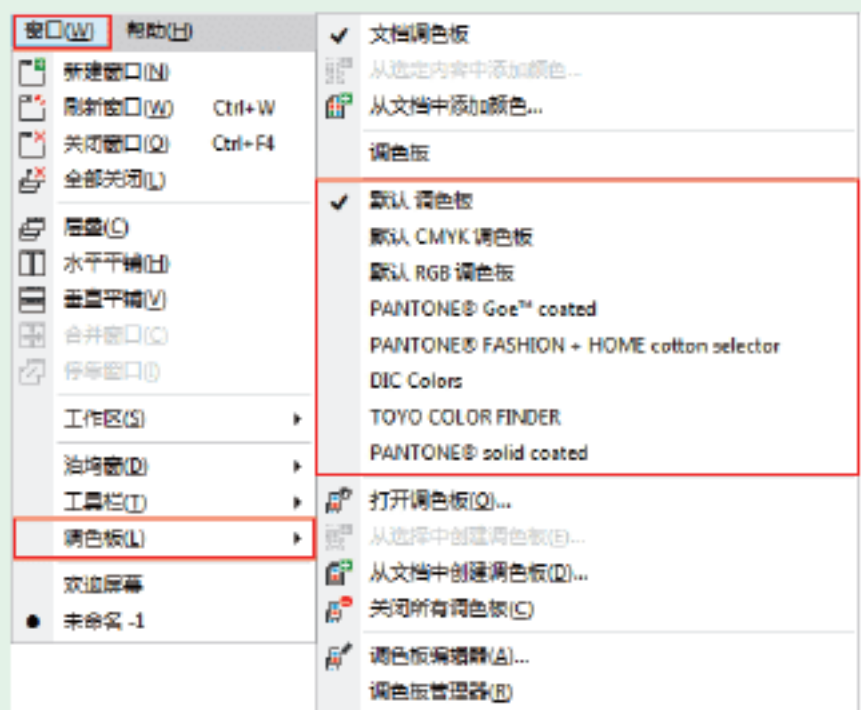 窗口(W) 帮助(H)
新建窗口(N)
刷新窗口(W) Ctrl+W
关闭窗口(O) Ctrl+F4
全部关闭(L)
层叠(C)
水平平铺(H)
垂直平铺(V)
合并窗口(C)
停靠窗口(I)
工作区(S)
泊坞窗(D)
工具栏(T)
调色板(L)
欢迎屏幕
未命名 -1
文档调色板
从选定内容中添加颜色...
从文档中添加颜色...
调色板
默认 调色板
默认 CMYK 调色板
默认 RGB 调色板
PANTONE® Goe™ coated
PANTONE® FASHION + HOME cotton selector
DIC Colors
TOYO COLOR FINDER
PANTONE® solid coated
打开调色板(O)...
从选择中创建调色板(E)...
从文档中创建调色板(D)...
关闭所有调色板(C)
调色板编辑器(A)...
调色板管理器(R)